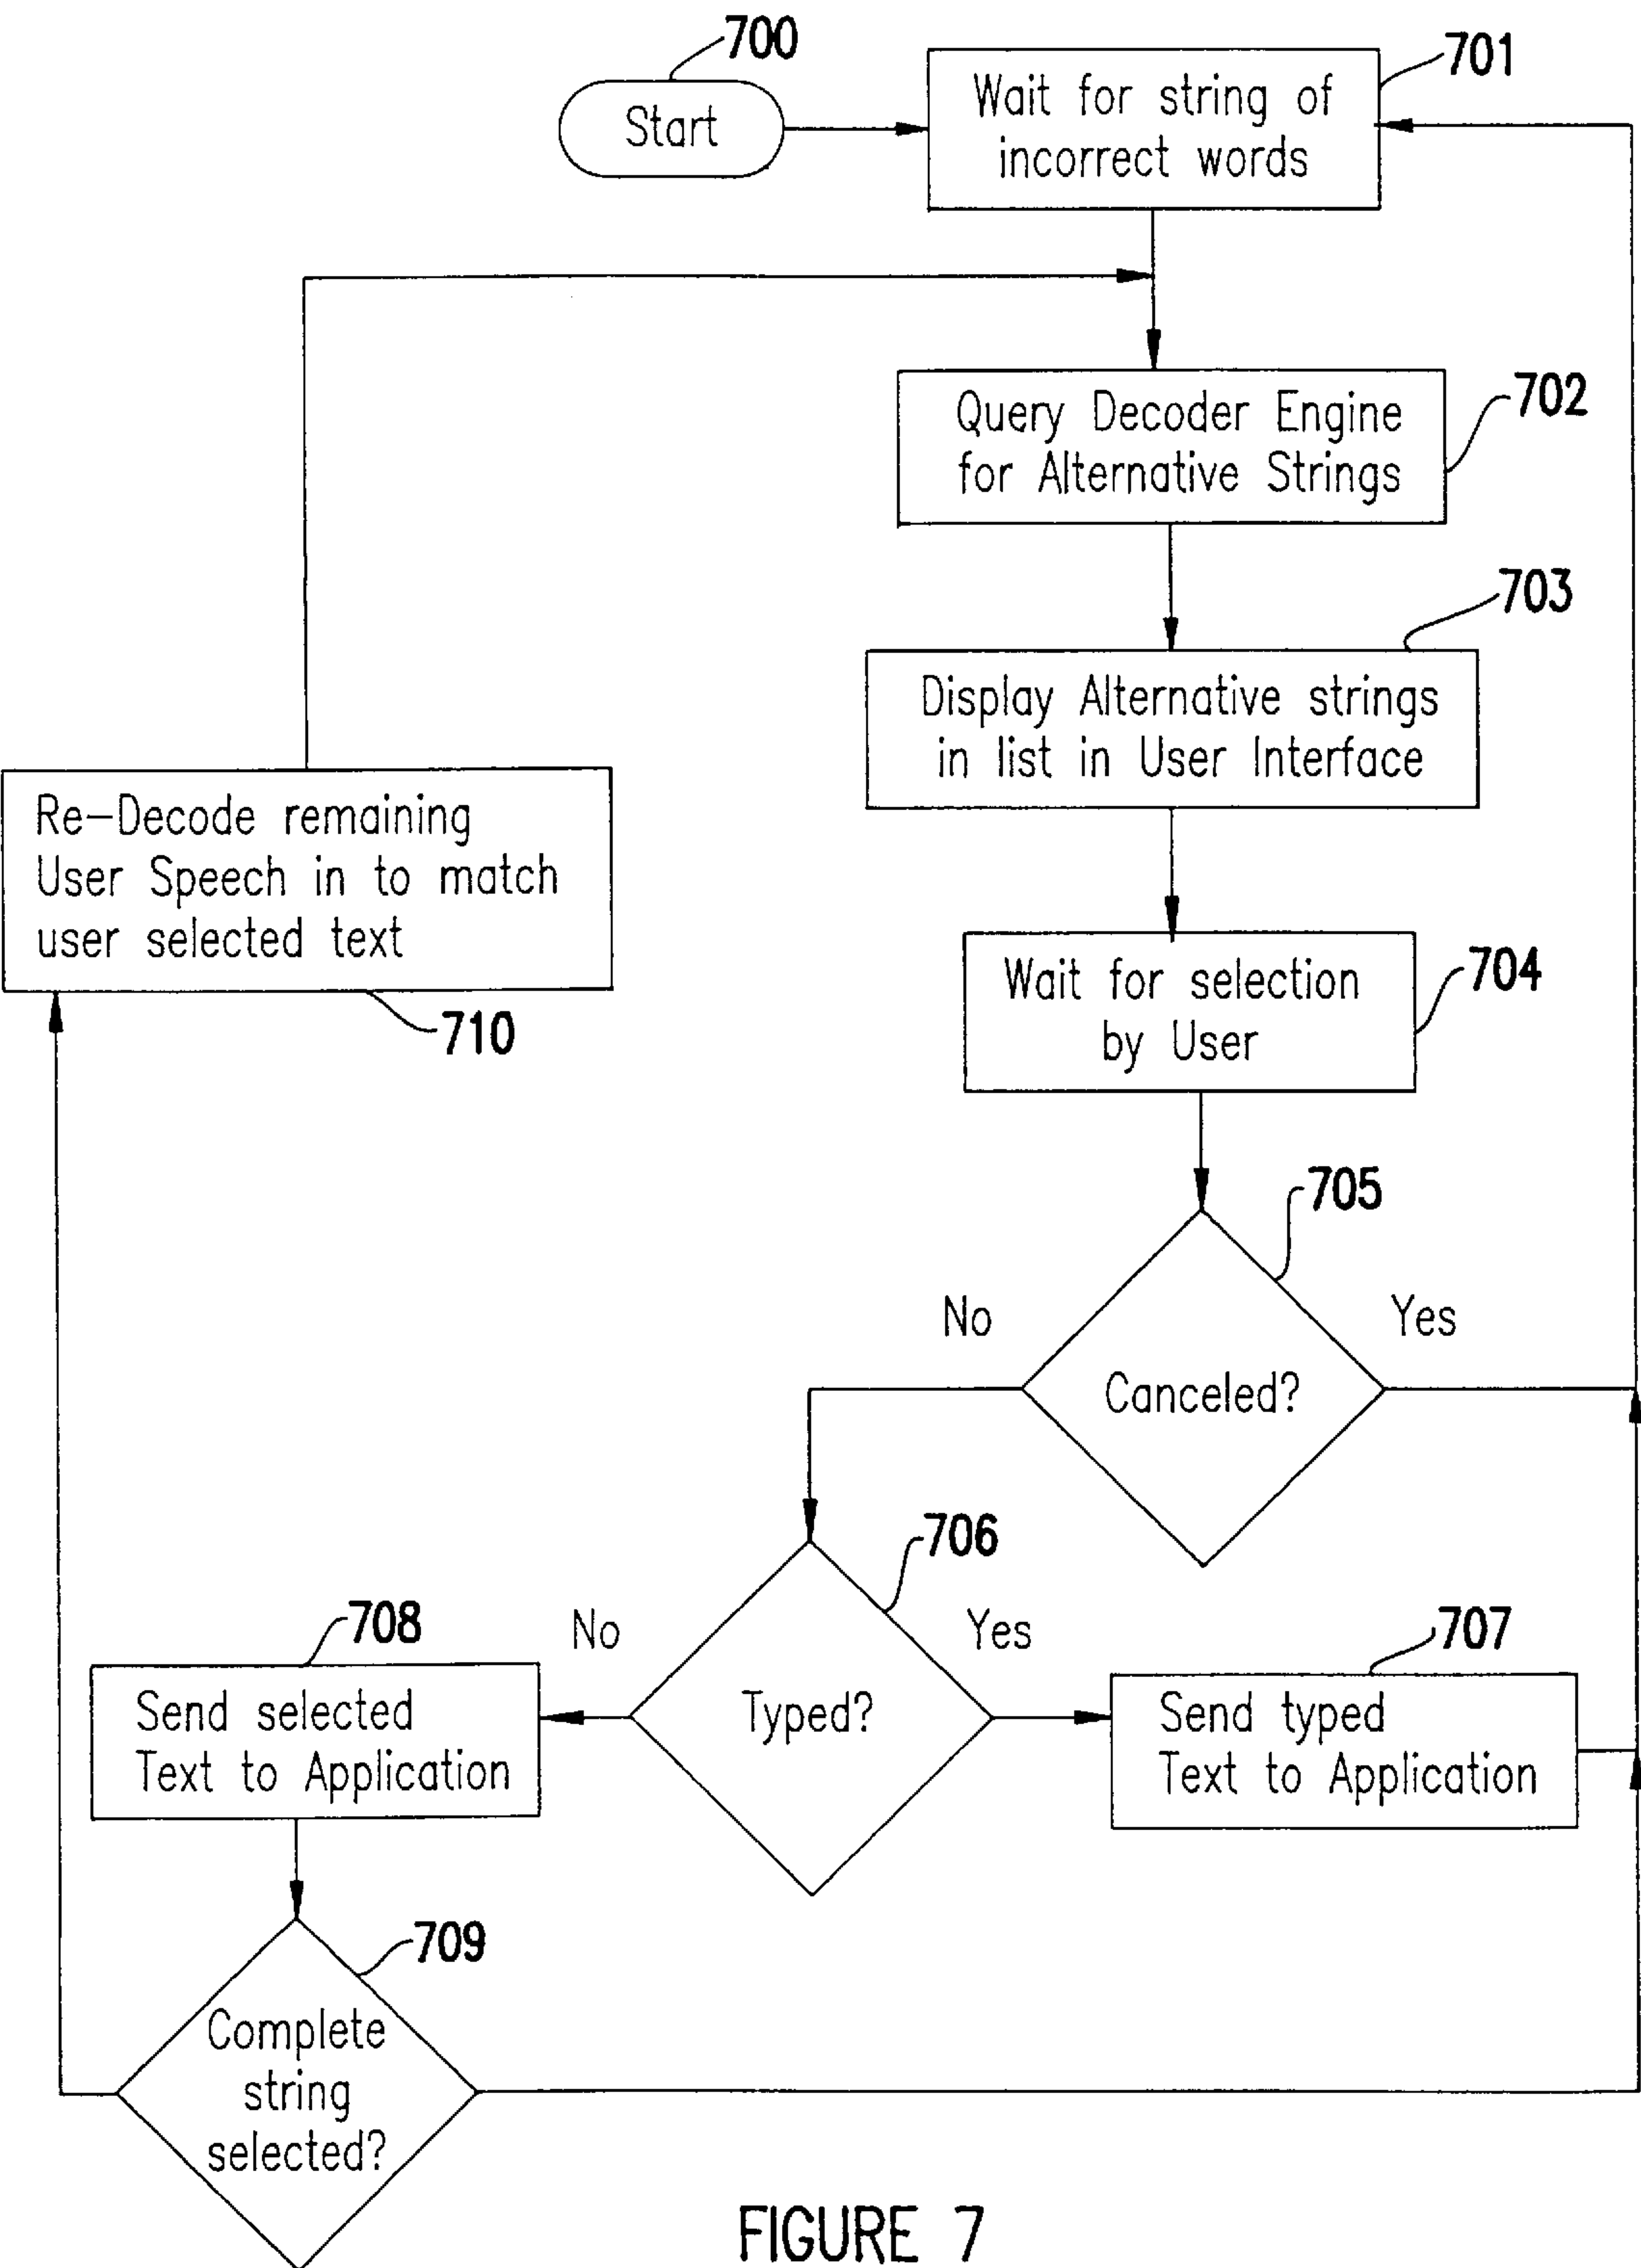 700
Start
701
Wait for string of
incorrect words
702
Query Decoder Engine
for Alternative Strings
703
Display Alternative strings
in list in User Interface
Re-Decode remaining
User Speech in to match
user selected text
710
704
Wait for selection
by User
705
No
Yes
Canceled?
706
No
Yes
Typed?
708
Send selected
Text to Application
707
Send typed
Text to Application
709
Complete
string
selected?
FIGURE 7